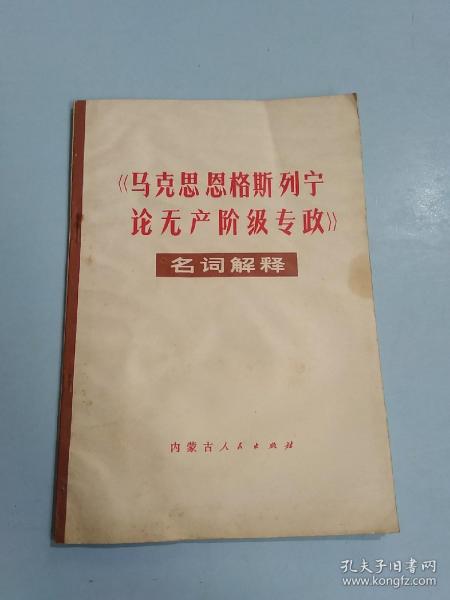 《马克思恩格斯列宁
论无产阶级专政》
名词解释
内蒙古人民出版社
孔夫子旧书网
www.kongfz.com